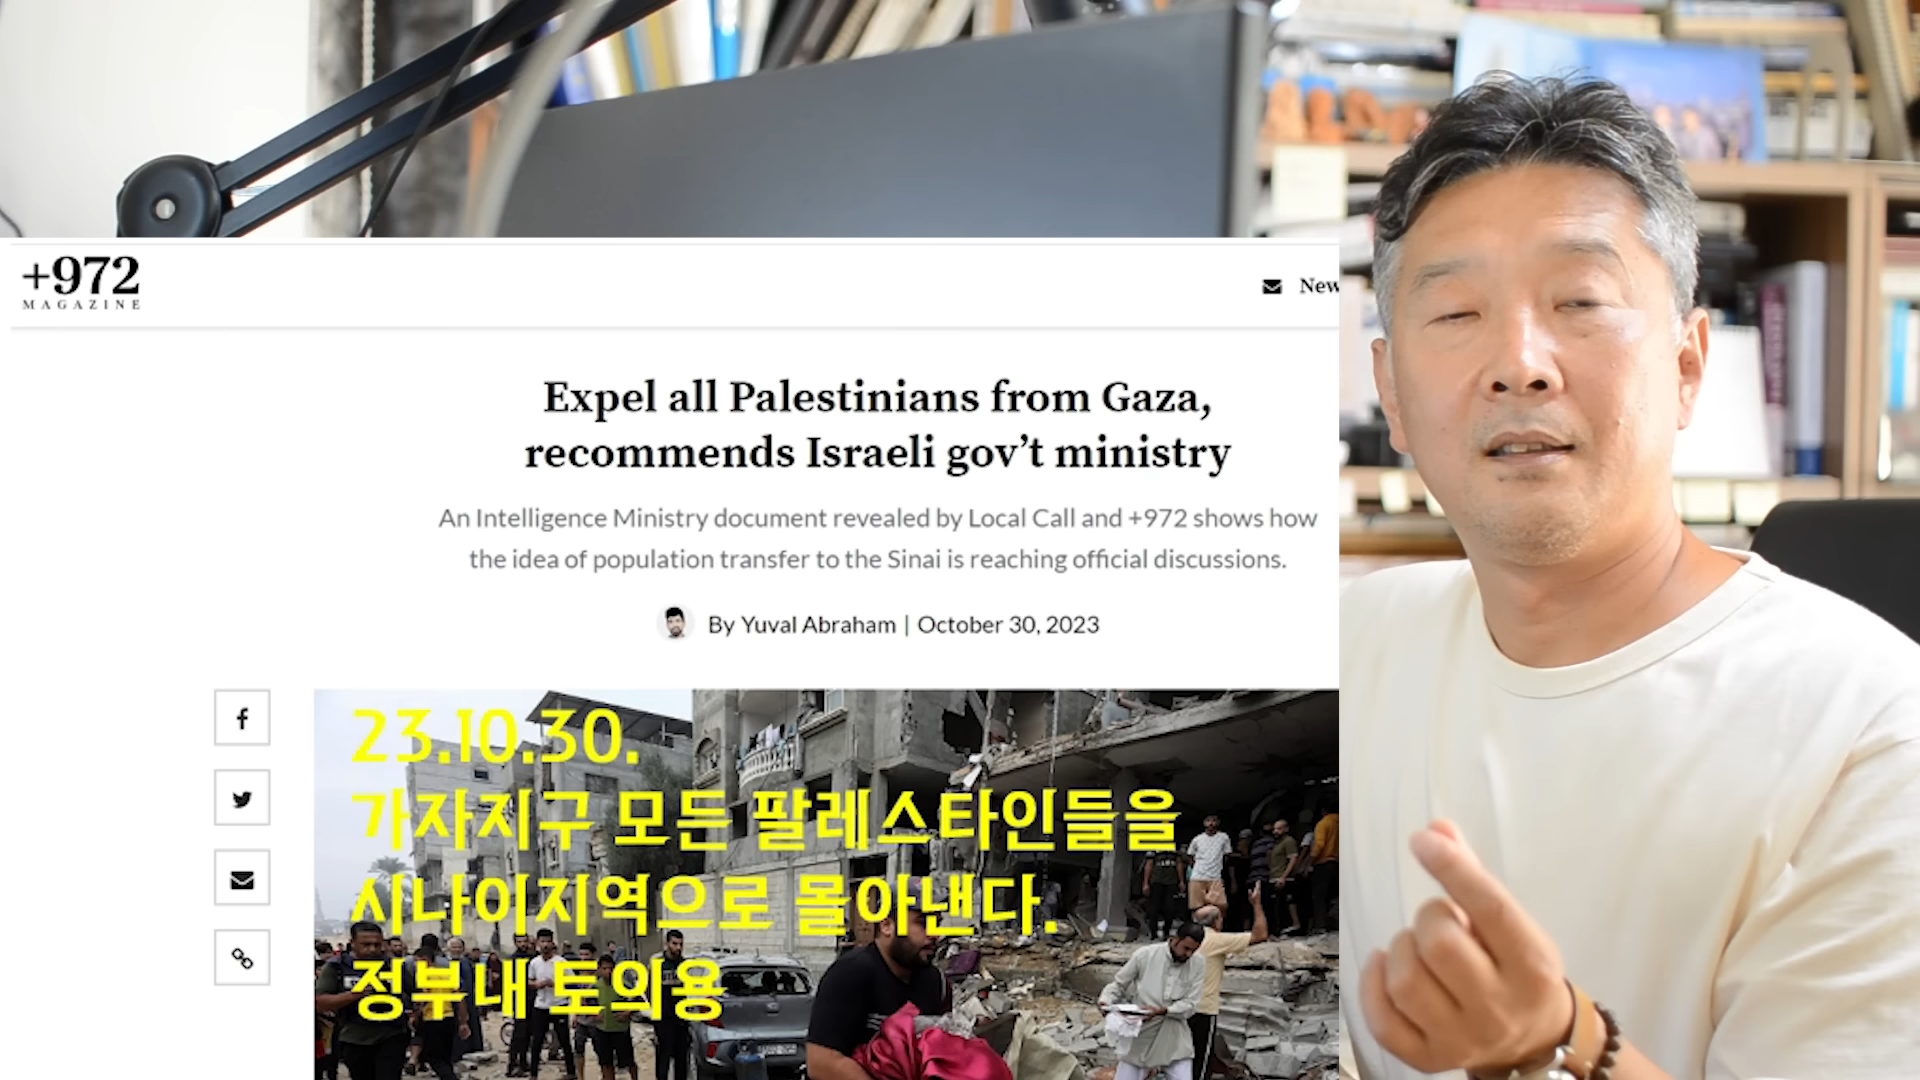 +972
MAGAZINE
New
Expel all Palestinians from Gaza,
recommends Israeli gov't ministry
An Intelligence Ministry document revealed by Local Call and +972 shows how
the idea of population transfer to the Sinai is reaching official discussions.
By Yuval Abraham | October 30, 2023
23.10.30.
가자지구 모든 팔레스타인들을
시나이지역으로 몰아낸다.
정부내 토의용